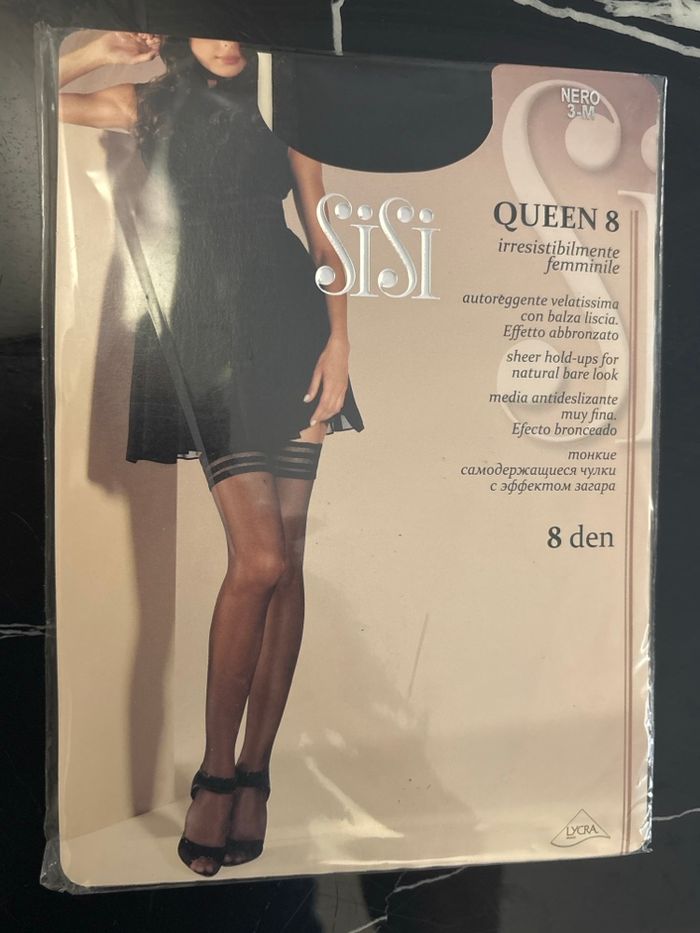 NERO
3-M
SiSi
QUEEN 8
irresistibilmente
femminile
autoreggente velatissima
con balza liscia.
Effetto abbronzato
sheer hold-ups for
natural bare look
media antideslizante
muy fina.
Efecto bronceado
тонкие
самодержащиеся чулки
с эффектом загара
8 den
LYCRA